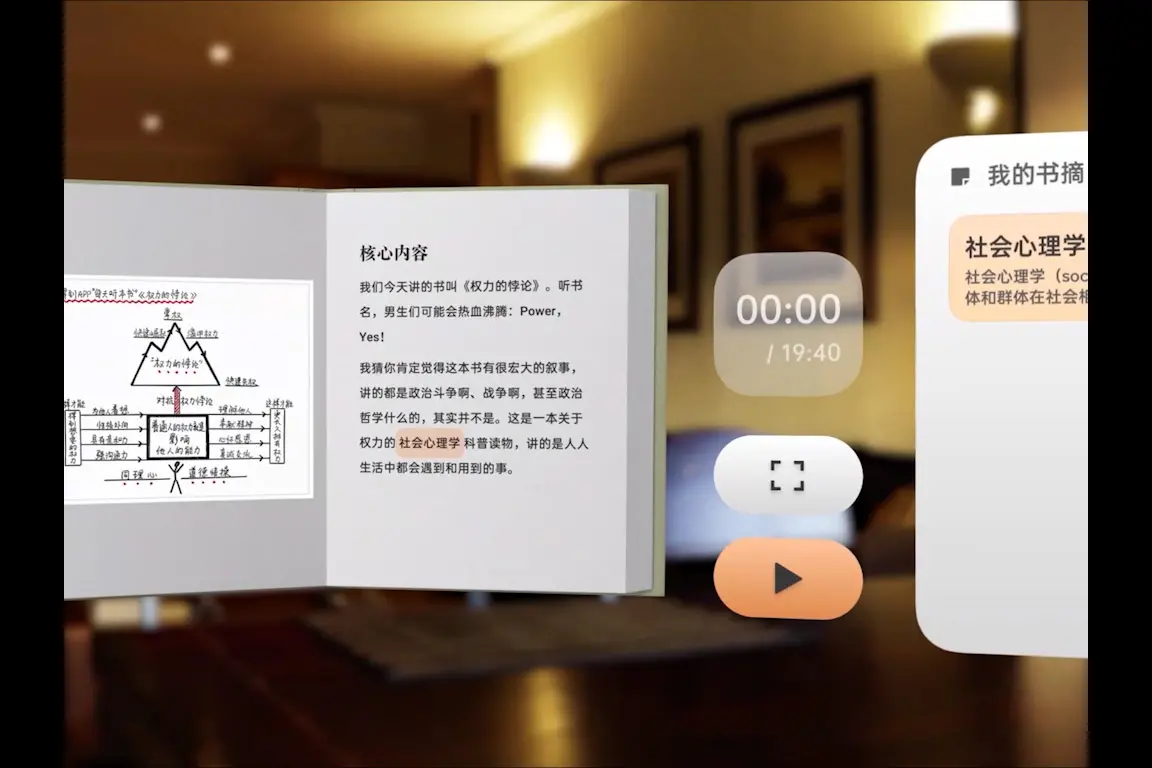 得到APP"每天听本书"《权力的悖论》
掌权
"权力的悖论"
对抗权力悖论
普通人的权力就是
影响
他人的能力
同理心
道德情操
核心内容
我们今天讲的书叫《权力的悖论》。听书
名，男生们可能会热血沸腾：Power，
Yes！
我猜你肯定觉得这本书有很宏大的叙事，
讲的都是政治斗争啊、战争啊，甚至政治
哲学什么的，其实并不是。这是一本关于
权力的社会心理学科普读物，讲的是人人
生活中都会遇到和用到的事。
00:00
/ 19:40
我的书摘
社会心理学
社会心理学（soc
体和群体在社会相